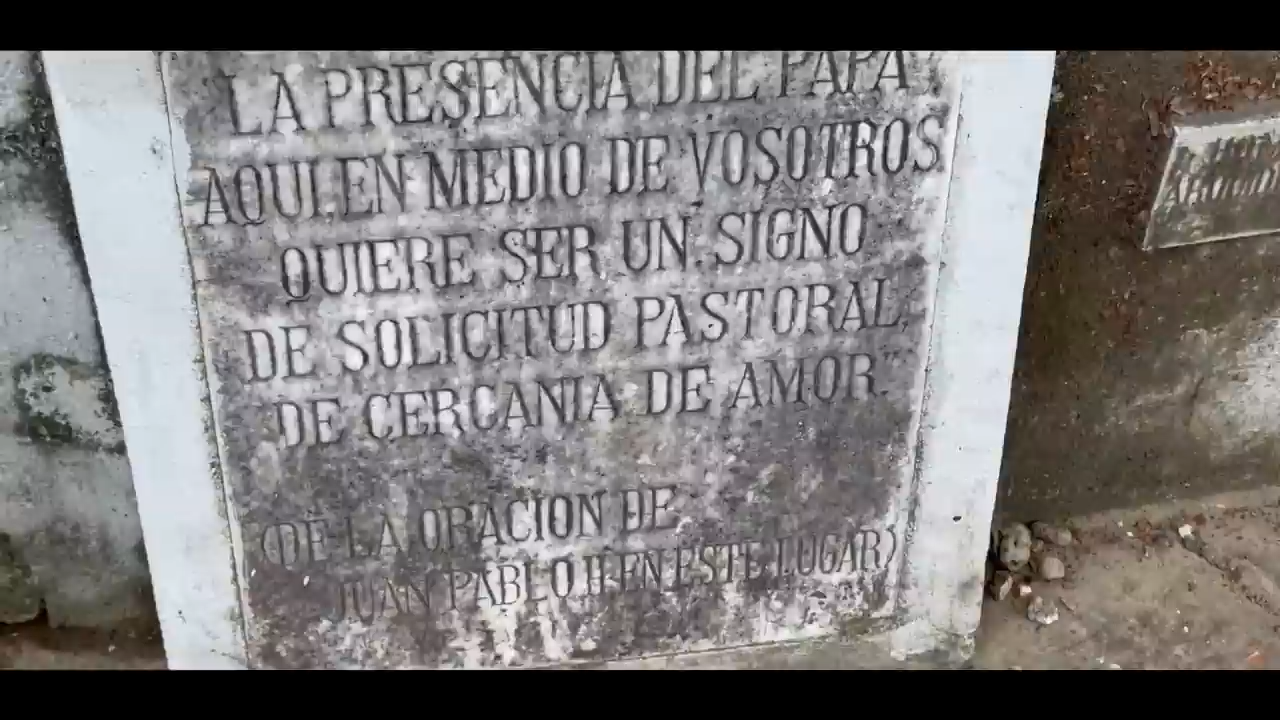 "LA PRESENCIA DEL PAPA
AQUI EN MEDIO DE VOSOTROS
QUIERE SER UN SIGNO
DE SOLICITUD PASTORAL,
DE CERCANIA DE AMOR"
(DE LA ORACION DE
JUAN PABLO II EN ESTE LUGAR)